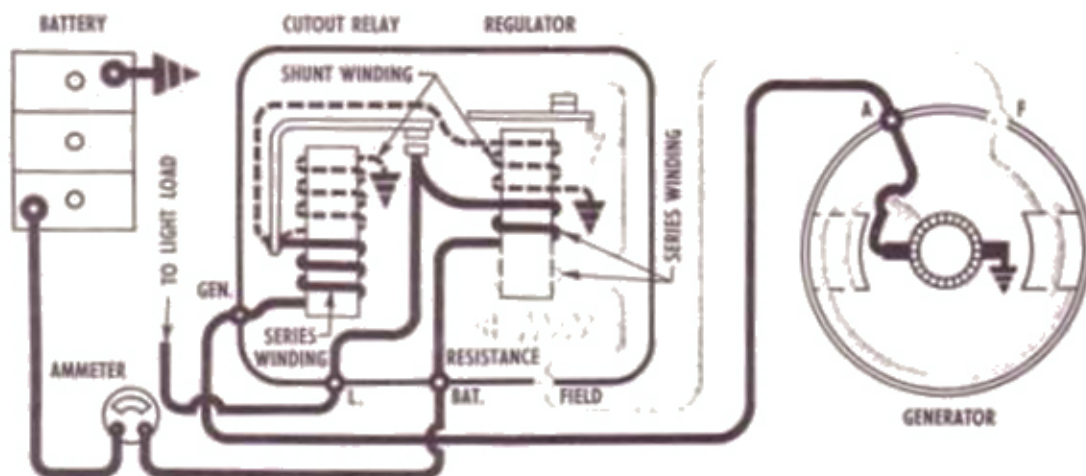 BATTERY
CUTOUT RELAY
REGULATOR
SHUNT WINDING
A
F
SERIES WINDING
TO LIGHT LOAD
GEN.
SERIES
WINDING
RESISTANCE
AMMETER
L.
BAT.
FIELD
GENERATOR